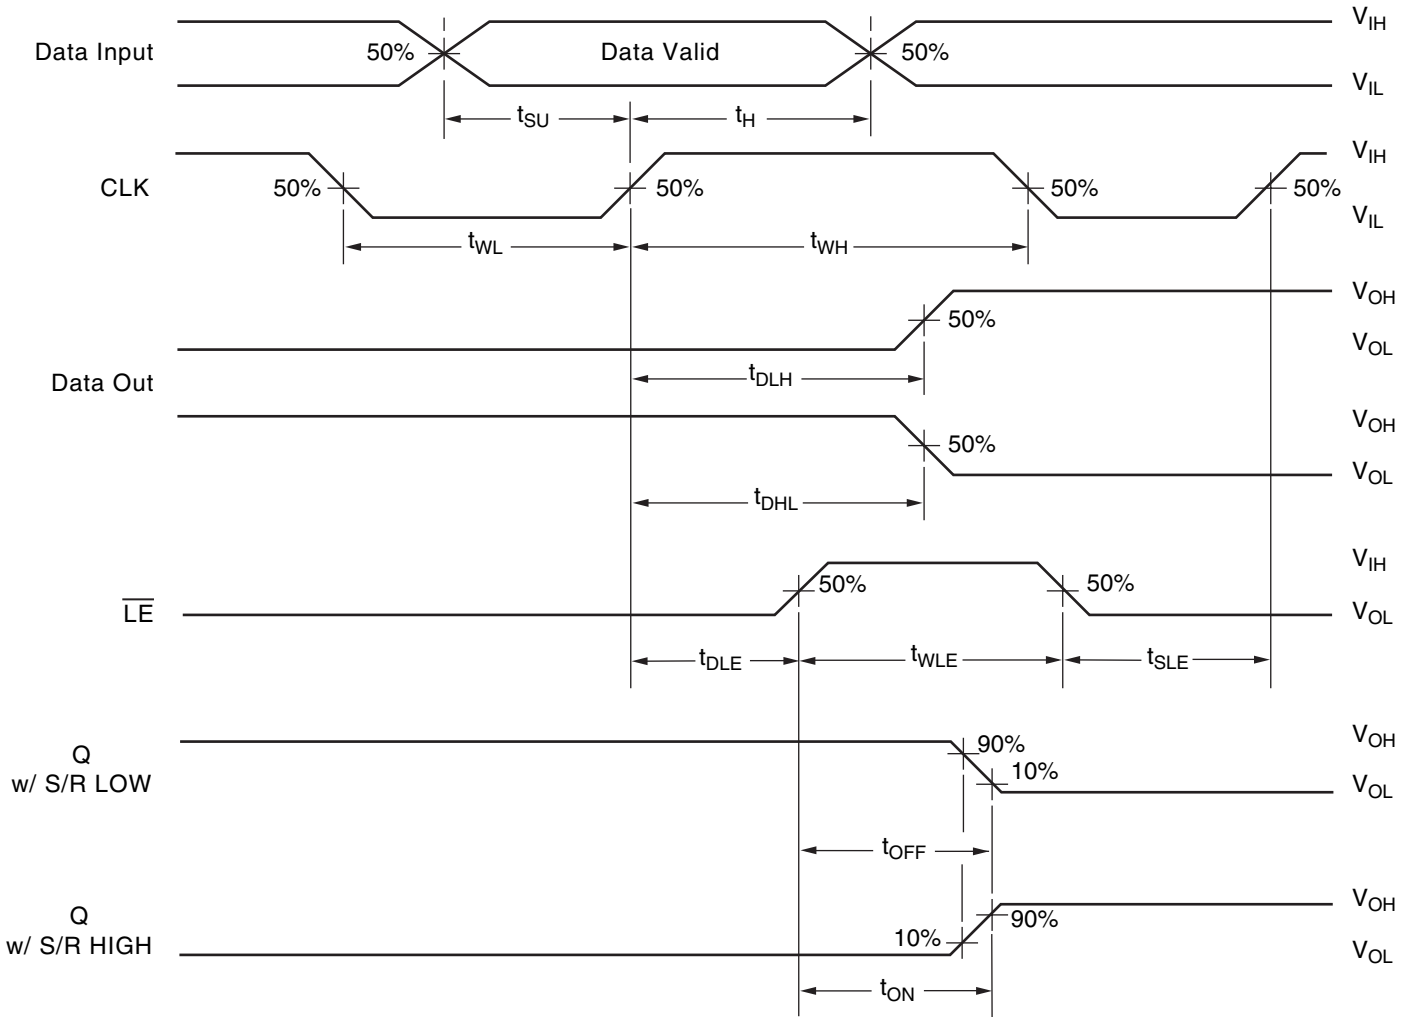 V_IH
Data Input 50% Data Valid 50%
V_IL
t_SU t_H
V_IH
CLK 50% 50% 50% 50%
V_IL
t_WL t_WH
V_OH
50%
V_OL
t_DLH
Data Out
V_OH
50%
V_OL
t_DHL
V_IH
50% 50%
L̅E̅ V_OL
t_DLE t_WLE t_SLE
V_OH
Q 90%
w/ S/R LOW 10% V_OL
t_OFF
V_OH
Q 90%
w/ S/R HIGH 10% V_OL
t_ON